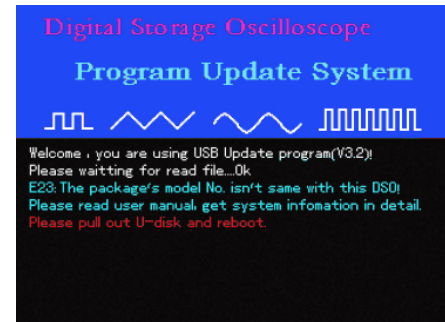 Digital Storage Oscilloscope
Program Update System
Welcome , you are using USB Update program(V3.2)!
Please waitting for read file....Ok
E23: The package's model No. isn't same with this DSO!
Please read user manual, get system infomation in detail.
Please pull out U-disk and reboot.